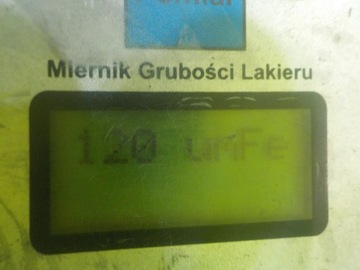 Miernik Grubości Lakieru
120 umFe